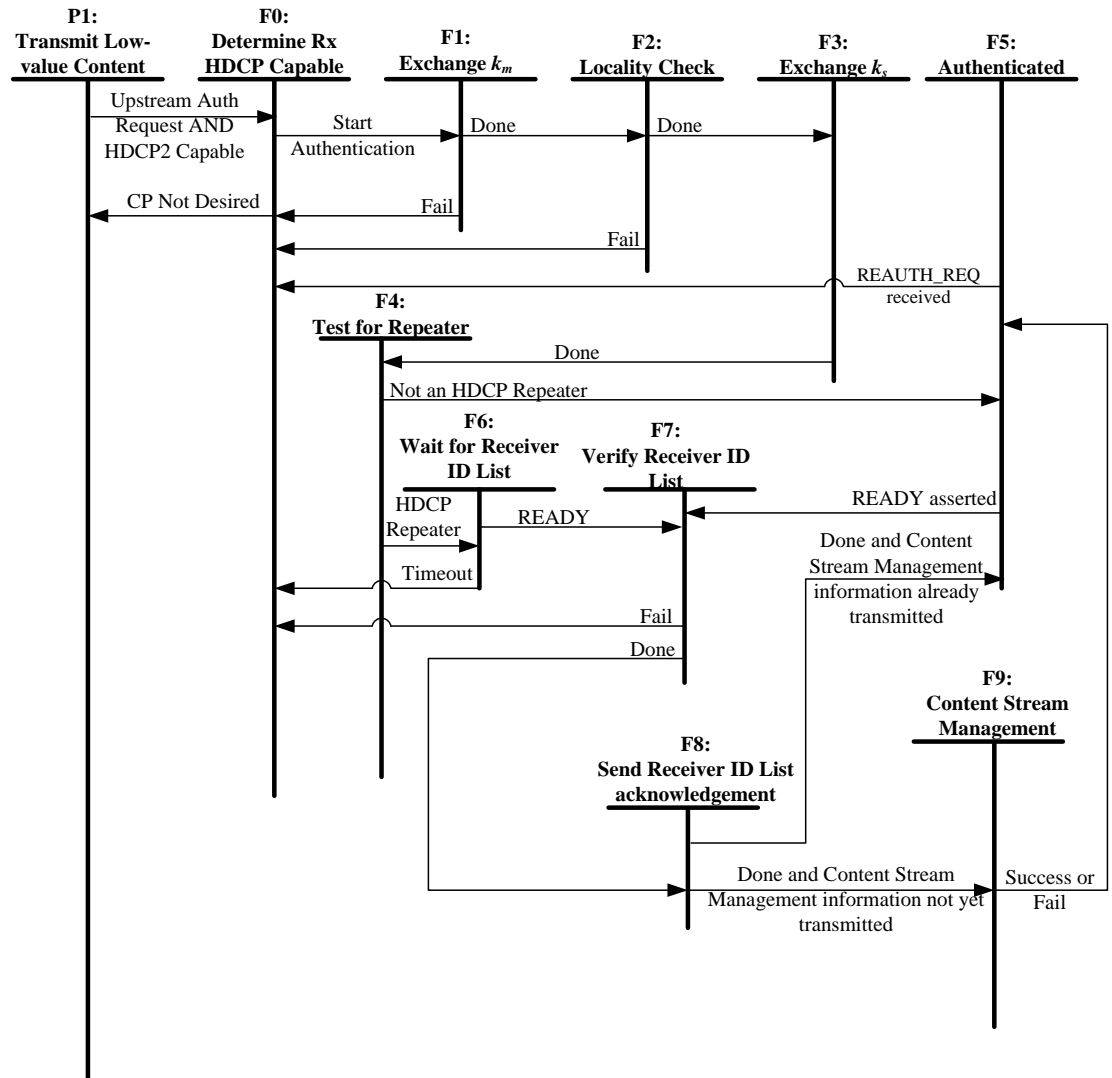 P1:
Transmit Low-
value Content
F0:
Determine Rx
HDCP Capable
F1:
Exchange km
F2:
Locality Check
F3:
Exchange ks
F5:
Authenticated
Upstream Auth
Request AND
HDCP2 Capable
Start
Authentication
Done
Done
CP Not Desired
Fail
Fail
REAUTH_REQ
received
F4:
Test for Repeater
Done
Not an HDCP Repeater
F6:
Wait for Receiver
ID List
F7:
Verify Receiver ID
List
HDCP
Repeater
READY
READY asserted
Timeout
Done and Content
Stream Management
information already
transmitted
Fail
Done
F9:
Content Stream
Management
F8:
Send Receiver ID List
acknowledgement
Done and Content Stream
Management information not yet
transmitted
Success or
Fail